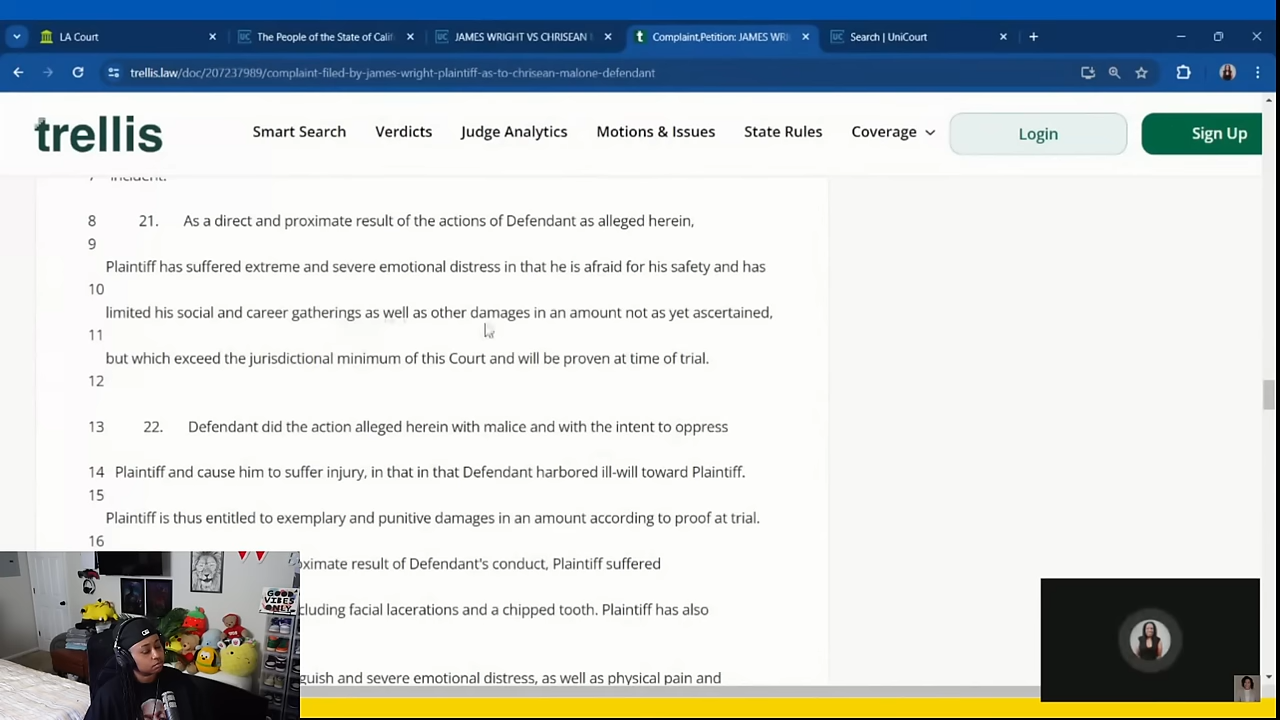 LA Court
The People of the State of Calif
JAMES WRIGHT VS CHRISEAN
Complaint,Petition: JAMES WRI
Search | UniCourt
trellis.law/doc/207237989/complaint-filed-by-james-wright-plaintiff-as-to-chrisean-malone-defendant
trellis
Smart Search
Verdicts
Judge Analytics
Motions & Issues
State Rules
Coverage
Login
Sign Up
7 incident.
8 21. As a direct and proximate result of the actions of Defendant as alleged herein,
9
Plaintiff has suffered extreme and severe emotional distress in that he is afraid for his safety and has
10
limited his social and career gatherings as well as other damages in an amount not as yet ascertained,
11
but which exceed the jurisdictional minimum of this Court and will be proven at time of trial.
12
13 22. Defendant did the action alleged herein with malice and with the intent to oppress
14 Plaintiff and cause him to suffer injury, in that in that Defendant harbored ill-will toward Plaintiff.
15
Plaintiff is thus entitled to exemplary and punitive damages in an amount according to proof at trial.
16
oximate result of Defendant's conduct, Plaintiff suffered
cluding facial lacerations and a chipped tooth. Plaintiff has also
guish and severe emotional distress, as well as physical pain and
GOOD
VIBES
ONLY